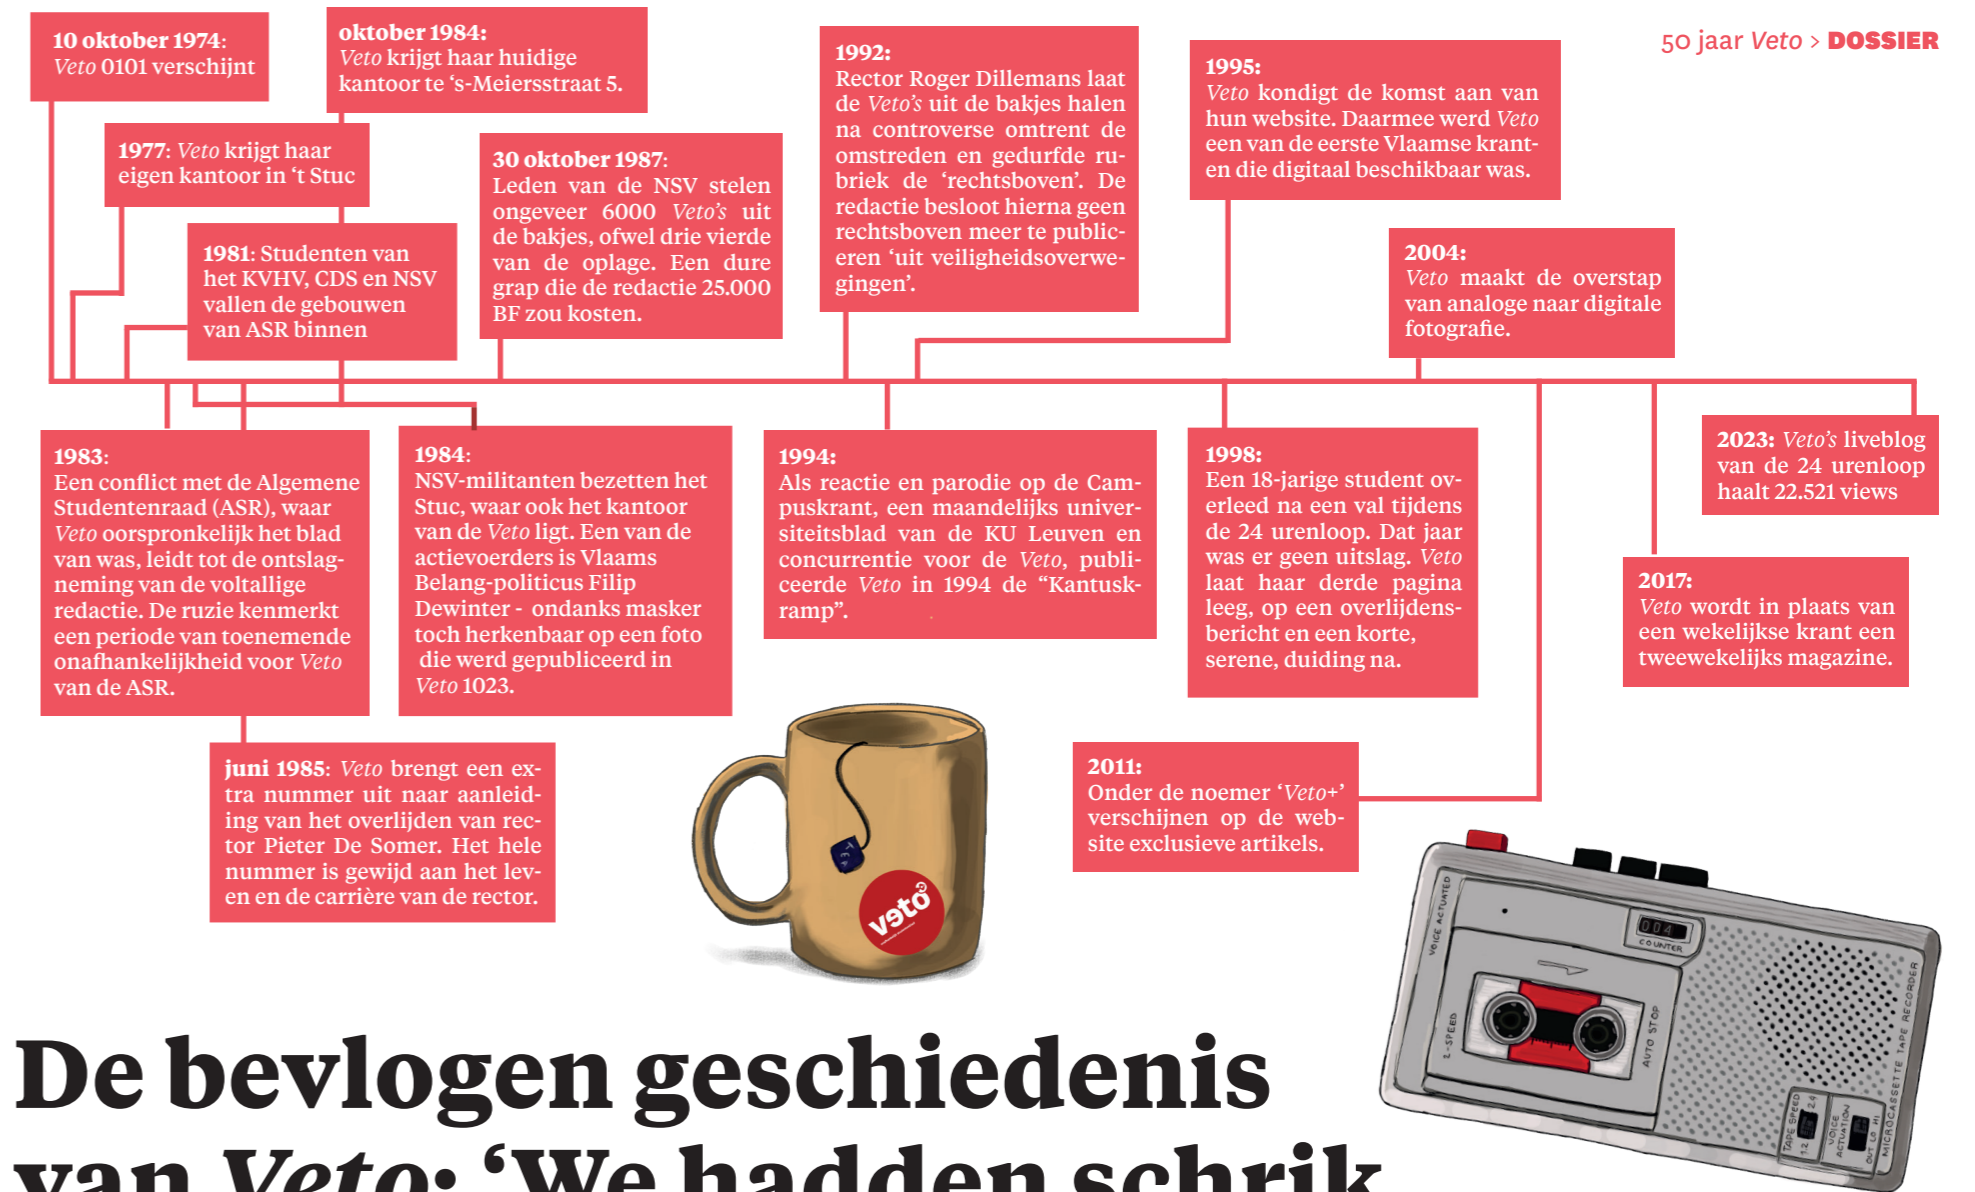 50 jaar Veto > DOSSIER
10 oktober 1974:
Veto 0101 verschijnt
oktober 1984:
Veto krijgt haar huidige
kantoor te ‘s-Meiersstraat 5.
1977: Veto krijgt haar
eigen kantoor in ‘t Stuc
1981: Studenten van
het KVHV, CDS en NSV
vallen de gebouwen
van ASR binnen
30 oktober 1987:
Leden van de NSV stelen
ongeveer 6000 Veto’s uit
de bakjes, ofwel drie vierde
van de oplage. Een dure
grap die de redactie 25.000
BF zou kosten.
1992:
Rector Roger Dillemans laat
de Veto’s uit de bakjes halen
na controverse omtrent de
omstreden en gedurfde ru-
briek de ‘rechtsboven’. De
redactie besloot hierna geen
rechtsboven meer te public-
eren ‘uit veiligheidsoverwe-
gingen’.
1995:
Veto kondigt de komst aan van
hun website. Daarmee werd Veto
een van de eerste Vlaamse krant-
en die digitaal beschikbaar was.
2004:
Veto maakt de overstap
van analoge naar digitale
fotografie.
1983:
Een conflict met de Algemene
Studentenraad (ASR), waar
Veto oorspronkelijk het blad
van was, leidt tot de ontslag-
neming van de voltallige
redactie. De ruzie kenmerkt
een periode van toenemende
onafhankelijkheid voor Veto
van de ASR.
1984:
NSV-militanten bezetten het
Stuc, waar ook het kantoor
van de Veto ligt. Een van de
actievoerders is Vlaams
Belang-politicus Filip
Dewinter - ondanks masker
toch herkenbaar op een foto
die werd gepubliceerd in
Veto 1023.
1994:
Als reactie en parodie op de Cam-
puskrant, een maandelijks univer-
siteitsblad van de KU Leuven en
concurrentie voor de Veto, publi-
ceerde Veto in 1994 de “Kantusk-
ramp”.
1998:
Een 18-jarige student ov-
erleed na een val tijdens
de 24 urenloop. Dat jaar
was er geen uitslag. Veto
laat haar derde pagina
leeg, op een overlijdens-
bericht en een korte,
serene, duiding na.
2023: Veto’s liveblog
van de 24 urenloop
haalt 22.521 views
2017:
Veto wordt in plaats van
een wekelijkse krant een
tweewekelijks magazine.
juni 1985: Veto brengt een ex-
tra nummer uit naar aanleid-
ing van het overlijden van rec-
tor Pieter De Somer. Het hele
nummer is gewijd aan het lev-
en en de carrière van de rector.
2011:
Onder de noemer ‘Veto+’
verschijnen op de web-
site exclusieve artikels.
TEA
veto
VOICE ACTUATED
004
COUNTER
2-SPEED
AUTO STOP
MICROCASSETTE TAPE RECORDER
TAPE SPEED
1.2 2.4
VOICE ACTUATION
OUT LO HI
De bevlogen geschiedenis
van Veto: ‘We hadden schrik